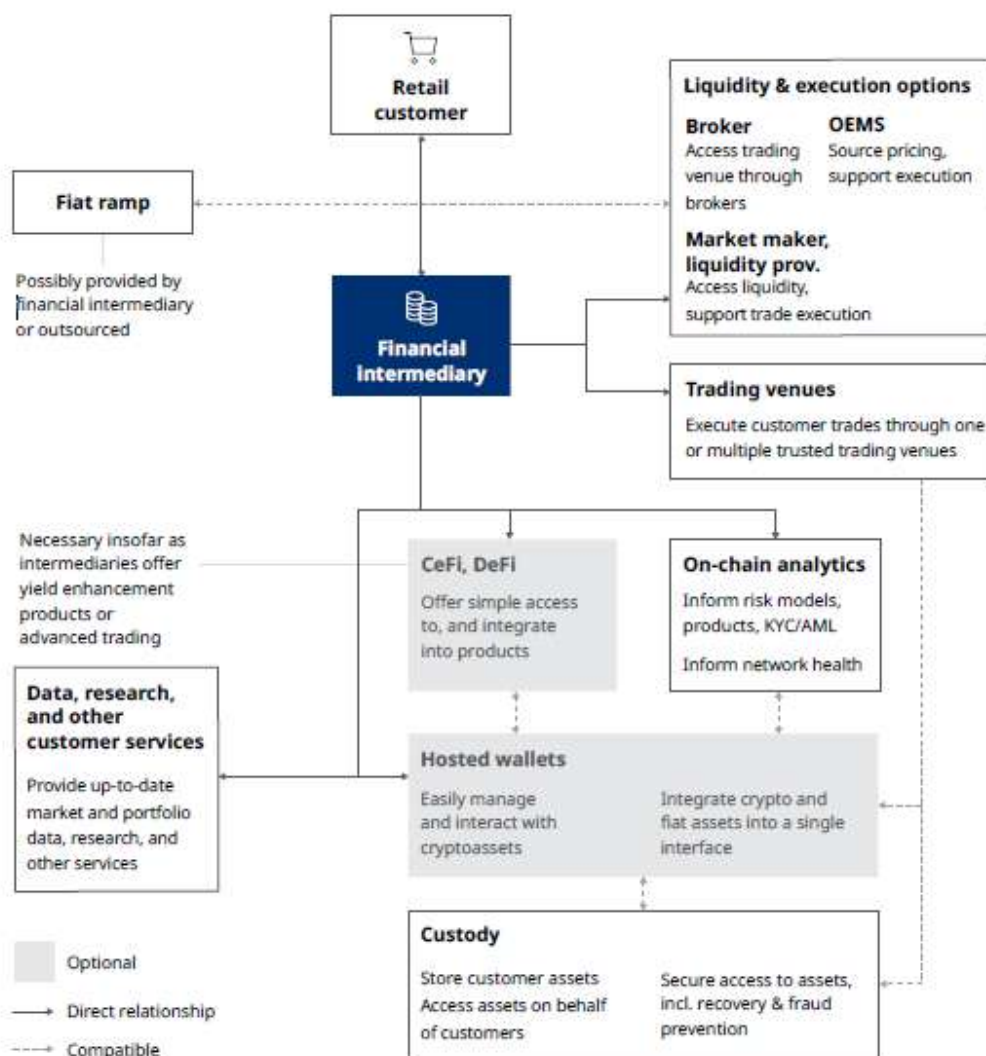 Retail
customer
Liquidity & execution options
Broker
Access trading
venue through
brokers
OEMS
Source pricing,
support execution
Market maker,
liquidity prov.
Access liquidity,
support trade execution
Fiat ramp
Possibly provided by
financial intermediary
or outsourced
Financial
intermediary
Trading venues
Execute customer trades through one
or multiple trusted trading venues
Necessary insofar as
intermediaries offer
yield enhancement
products or
advanced trading
CeFi, DeFi
Offer simple access
to, and integrate
into products
On-chain analytics
Inform risk models,
products, KYC/AML
Inform network health
Data, research,
and other
customer services
Provide up-to-date
market and portfolio
data, research, and
other services
Hosted wallets
Easily manage
and interact with
cryptoassets
Integrate crypto and
fiat assets into a single
interface
Custody
Store customer assets
Access assets on behalf
of customers
Secure access to assets,
incl. recovery & fraud
prevention
Optional
Direct relationship
Compatible